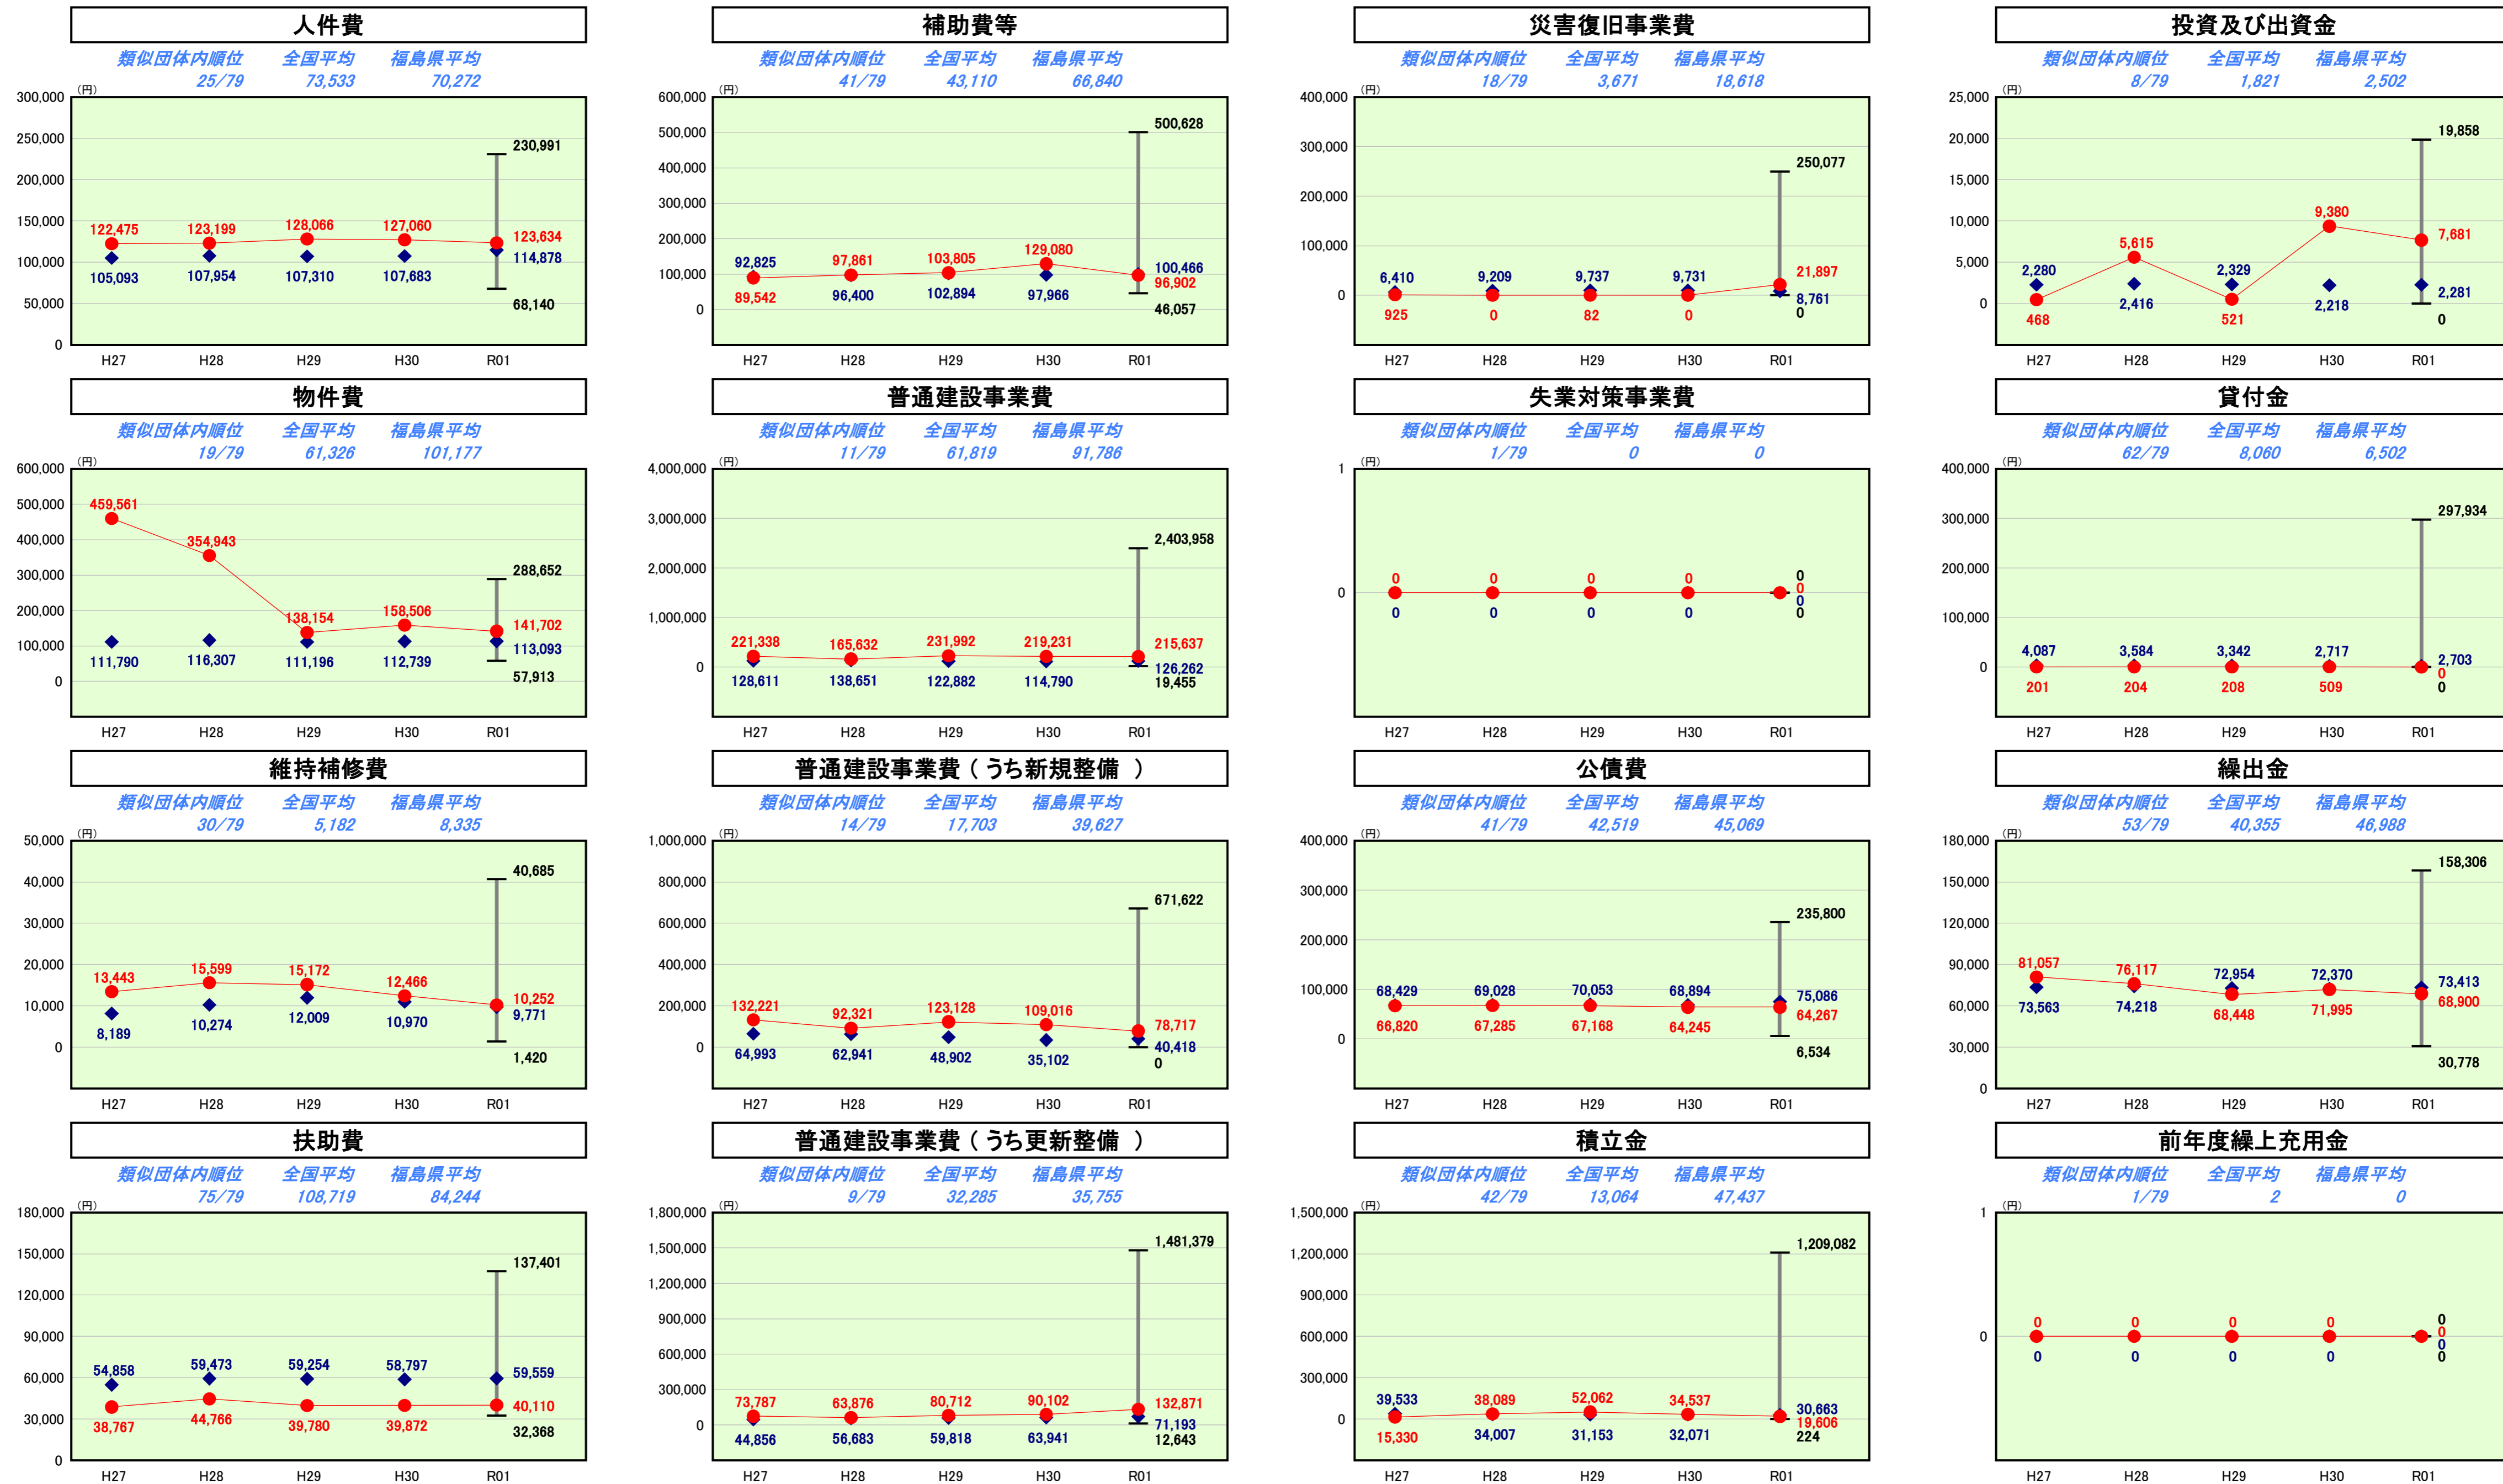 人件費
類似団体内順位 全国平均 福島県平均
25/79 73,533 70,272
(円)
300,000
250,000
200,000
150,000
100,000
50,000
0
230,991
122,475 123,199 128,066 127,060 123,634
105,093 107,954 107,310 107,683 114,878
68,140
H27 H28 H29 H30 R01
補助費等
類似団体内順位 全国平均 福島県平均
41/79 43,110 66,840
(円)
600,000
500,000
400,000
300,000
200,000
100,000
0
500,628
92,825 97,861 103,805 129,080 100,466
89,542 96,400 102,894 97,966 96,902
46,057
H27 H28 H29 H30 R01
災害復旧事業費
類似団体内順位 全国平均 福島県平均
18/79 3,671 18,618
(円)
400,000
300,000
200,000
100,000
0
250,077
6,410 9,209 9,737 9,731 21,897
925 0 82 0 8,761
0
H27 H28 H29 H30 R01
投資及び出資金
類似団体内順位 全国平均 福島県平均
8/79 1,821 2,502
(円)
25,000
20,000
15,000
10,000
5,000
0
19,858
2,280 5,615 2,329 9,380 7,681
468 2,416 521 2,218 2,281
0
H27 H28 H29 H30 R01
物件費
類似団体内順位 全国平均 福島県平均
19/79 61,326 101,177
(円)
600,000
500,000
400,000
300,000
200,000
100,000
0
288,652
459,561 354,943 138,154 158,506 141,702
111,790 116,307 111,196 112,739 113,093
57,913
H27 H28 H29 H30 R01
普通建設事業費
類似団体内順位 全国平均 福島県平均
11/79 61,819 91,786
(円)
4,000,000
3,000,000
2,000,000
1,000,000
0
2,403,958
221,338 165,632 231,992 219,231 215,637
128,611 138,651 122,882 114,790 126,262
19,455
H27 H28 H29 H30 R01
失業対策事業費
類似団体内順位 全国平均 福島県平均
1/79 0 0
(円)
1
0
0
0 0 0 0 0
0 0 0 0 0
0
H27 H28 H29 H30 R01
貸付金
類似団体内順位 全国平均 福島県平均
62/79 8,060 6,502
(円)
400,000
300,000
200,000
100,000
0
297,934
4,087 3,584 3,342 2,717 2,703
201 204 208 509 0
0
H27 H28 H29 H30 R01
維持補修費
類似団体内順位 全国平均 福島県平均
30/79 5,182 8,335
(円)
50,000
40,000
30,000
20,000
10,000
0
40,685
13,443 15,599 15,172 12,466 10,252
8,189 10,274 12,009 10,970 9,771
1,420
H27 H28 H29 H30 R01
普通建設事業費（うち新規整備 ）
類似団体内順位 全国平均 福島県平均
14/79 17,703 39,627
(円)
1,000,000
800,000
600,000
400,000
200,000
0
671,622
132,221 92,321 123,128 109,016 78,717
64,993 62,941 48,902 35,102 40,418
0
H27 H28 H29 H30 R01
公債費
類似団体内順位 全国平均 福島県平均
41/79 42,519 45,069
(円)
400,000
300,000
200,000
100,000
0
235,800
68,429 69,028 70,053 68,894 75,086
66,820 67,285 67,168 64,245 64,267
6,534
H27 H28 H29 H30 R01
繰出金
類似団体内順位 全国平均 福島県平均
53/79 40,355 46,988
(円)
180,000
150,000
120,000
90,000
60,000
30,000
0
158,306
81,057 76,117 72,954 72,370 73,413
73,563 74,218 68,448 71,995 68,900
30,778
H27 H28 H29 H30 R01
扶助費
類似団体内順位 全国平均 福島県平均
75/79 108,719 84,244
(円)
180,000
150,000
120,000
90,000
60,000
30,000
0
137,401
54,858 59,473 59,254 58,797 59,559
38,767 44,766 39,780 39,872 40,110
32,368
H27 H28 H29 H30 R01
普通建設事業費（うち更新整備 ）
類似団体内順位 全国平均 福島県平均
9/79 32,285 35,755
(円)
1,800,000
1,500,000
1,200,000
900,000
600,000
300,000
0
1,481,379
73,787 63,876 80,712 90,102 132,871
44,856 56,683 59,818 63,941 71,193
12,643
H27 H28 H29 H30 R01
積立金
類似団体内順位 全国平均 福島県平均
42/79 13,064 47,437
(円)
1,500,000
1,200,000
900,000
600,000
300,000
0
1,209,082
39,533 38,089 52,062 34,537 30,663
15,330 34,007 31,153 32,071 19,606
224
H27 H28 H29 H30 R01
前年度繰上充用金
類似団体内順位 全国平均 福島県平均
1/79 2 0
(円)
1
0
0
0 0 0 0 0
0 0 0 0 0
0
H27 H28 H29 H30 R01